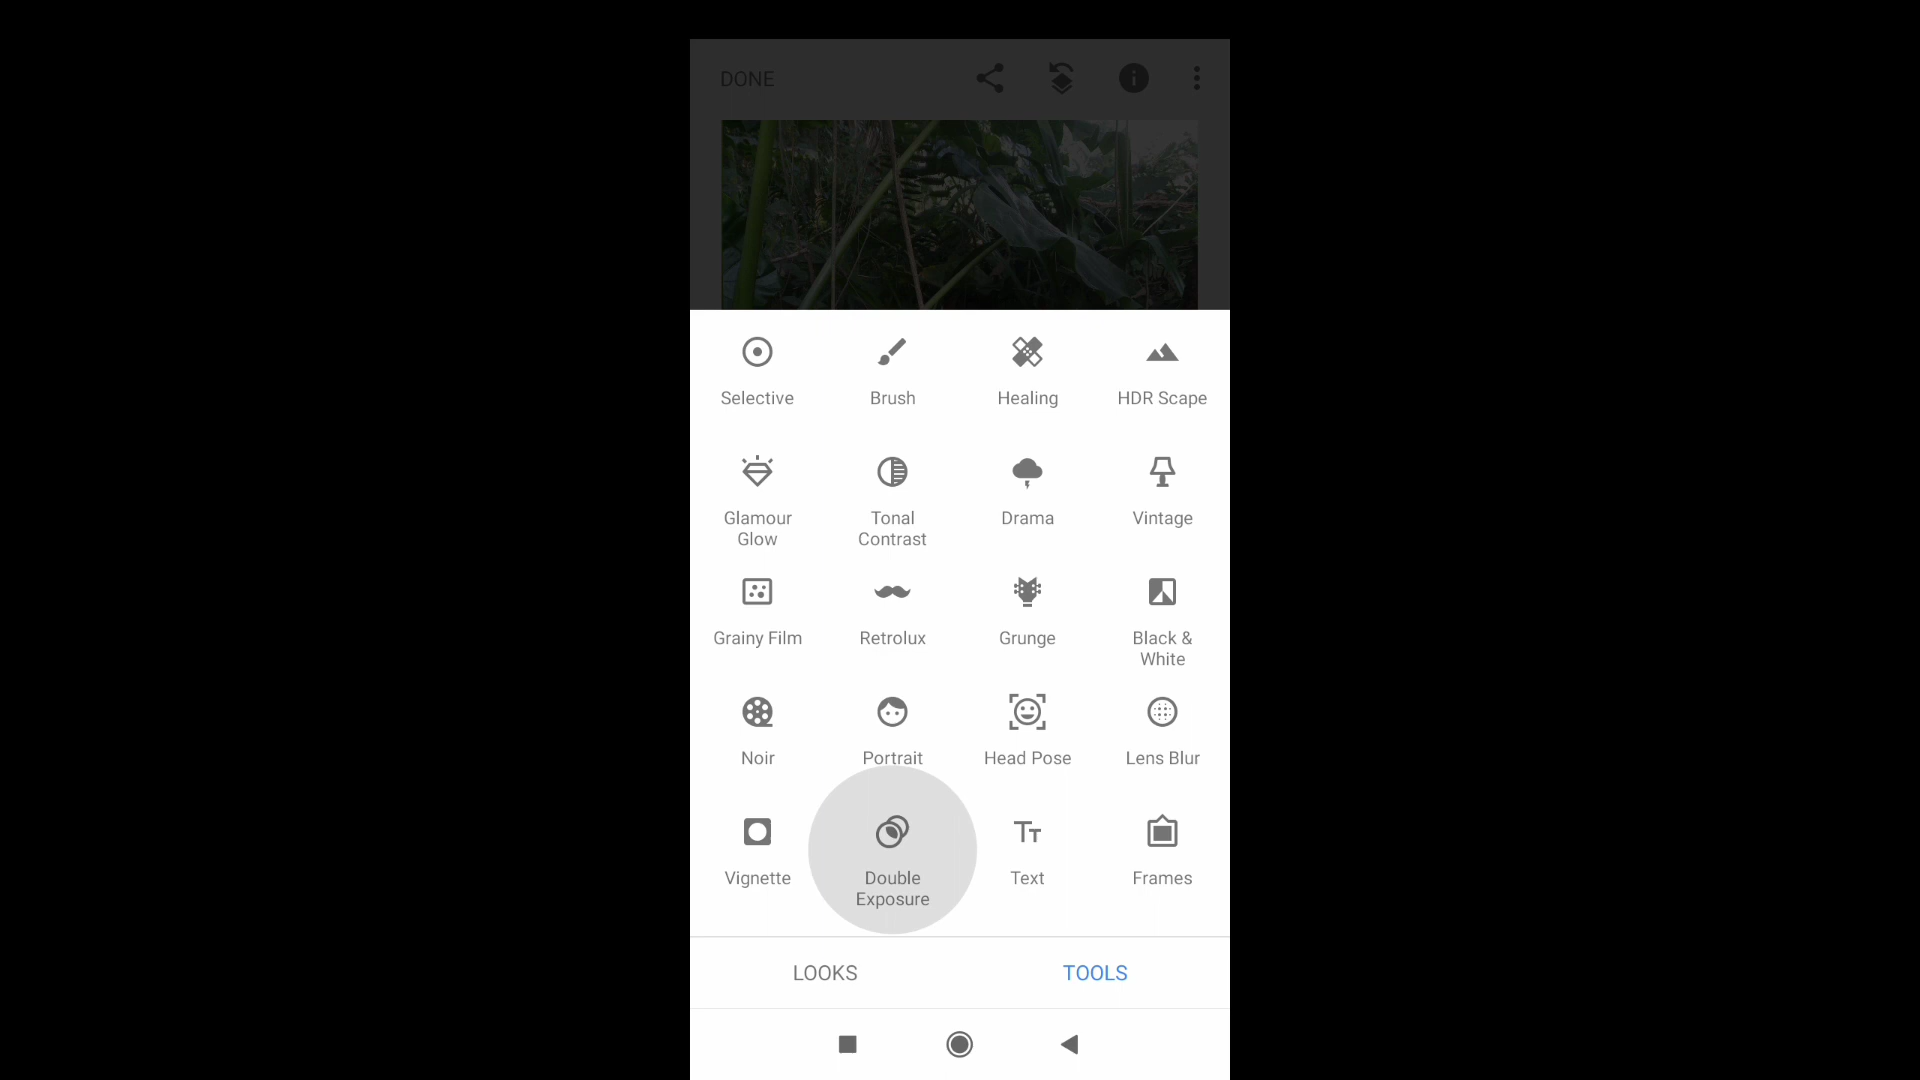 DONE
Selective
Brush
Healing
HDR Scape
Glamour
Glow
Tonal
Contrast
Drama
Vintage
Grainy Film
Retrolux
Grunge
Black &
White
Noir
Portrait
Head Pose
Lens Blur
Vignette
Double
Exposure
Text
Frames
LOOKS
TOOLS